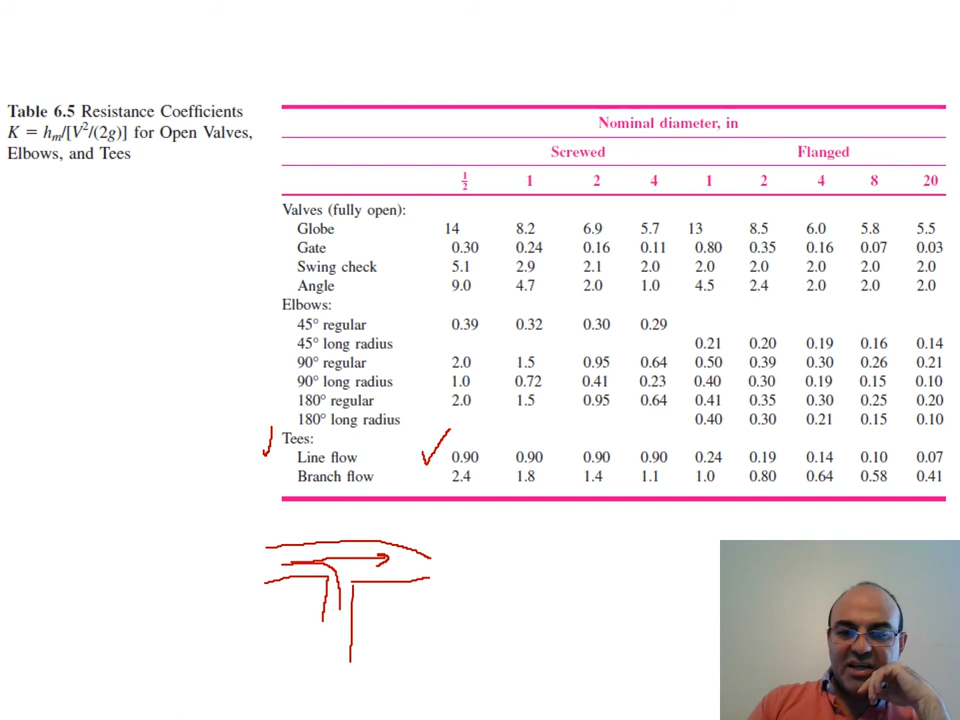 Table 6.5 Resistance Coefficients
K = hm/[V²/(2g)] for Open Valves,
Elbows, and Tees
Nominal diameter, in
Screwed Flanged
½ 1 2 4 1 2 4 8 20
Valves (fully open):
Globe 14 8.2 6.9 5.7 13 8.5 6.0 5.8 5.5
Gate 0.30 0.24 0.16 0.11 0.80 0.35 0.16 0.07 0.03
Swing check 5.1 2.9 2.1 2.0 2.0 2.0 2.0 2.0 2.0
Angle 9.0 4.7 2.0 1.0 4.5 2.4 2.0 2.0 2.0
Elbows:
45° regular 0.39 0.32 0.30 0.29
45° long radius 0.21 0.20 0.19 0.16 0.14
90° regular 2.0 1.5 0.95 0.64 0.50 0.39 0.30 0.26 0.21
90° long radius 1.0 0.72 0.41 0.23 0.40 0.30 0.19 0.15 0.10
180° regular 2.0 1.5 0.95 0.64 0.41 0.35 0.30 0.25 0.20
180° long radius 0.40 0.30 0.21 0.15 0.10
Tees:
Line flow 0.90 0.90 0.90 0.90 0.24 0.19 0.14 0.10 0.07
Branch flow 2.4 1.8 1.4 1.1 1.0 0.80 0.64 0.58 0.41